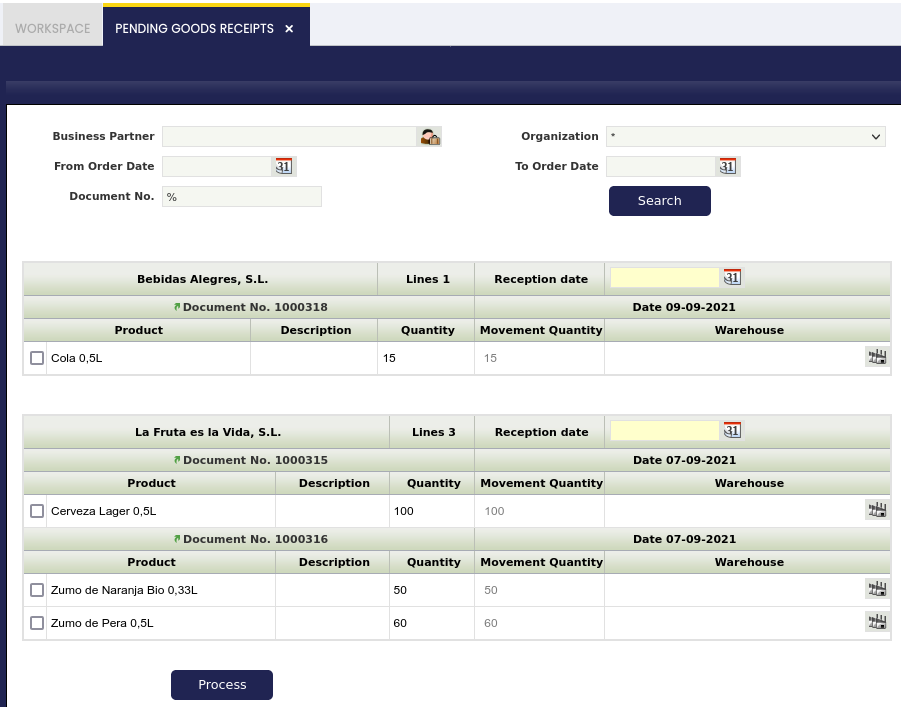 WORKSPACE PENDING GOODS RECEIPTS ×
Business Partner Organization *
From Order Date 31 To Order Date 31
Document No. % Search
Bebidas Alegres, S.L. Lines 1 Reception date 31
Document No. 1000318 Date 09-09-2021
Product Description Quantity Movement Quantity Warehouse
Cola 0,5L 15 15
La Fruta es la Vida, S.L. Lines 3 Reception date 31
Document No. 1000315 Date 07-09-2021
Product Description Quantity Movement Quantity Warehouse
Cerveza Lager 0,5L 100 100
Document No. 1000316 Date 07-09-2021
Product Description Quantity Movement Quantity Warehouse
Zumo de Naranja Bio 0,33L 50 50
Zumo de Pera 0,5L 60 60
Process